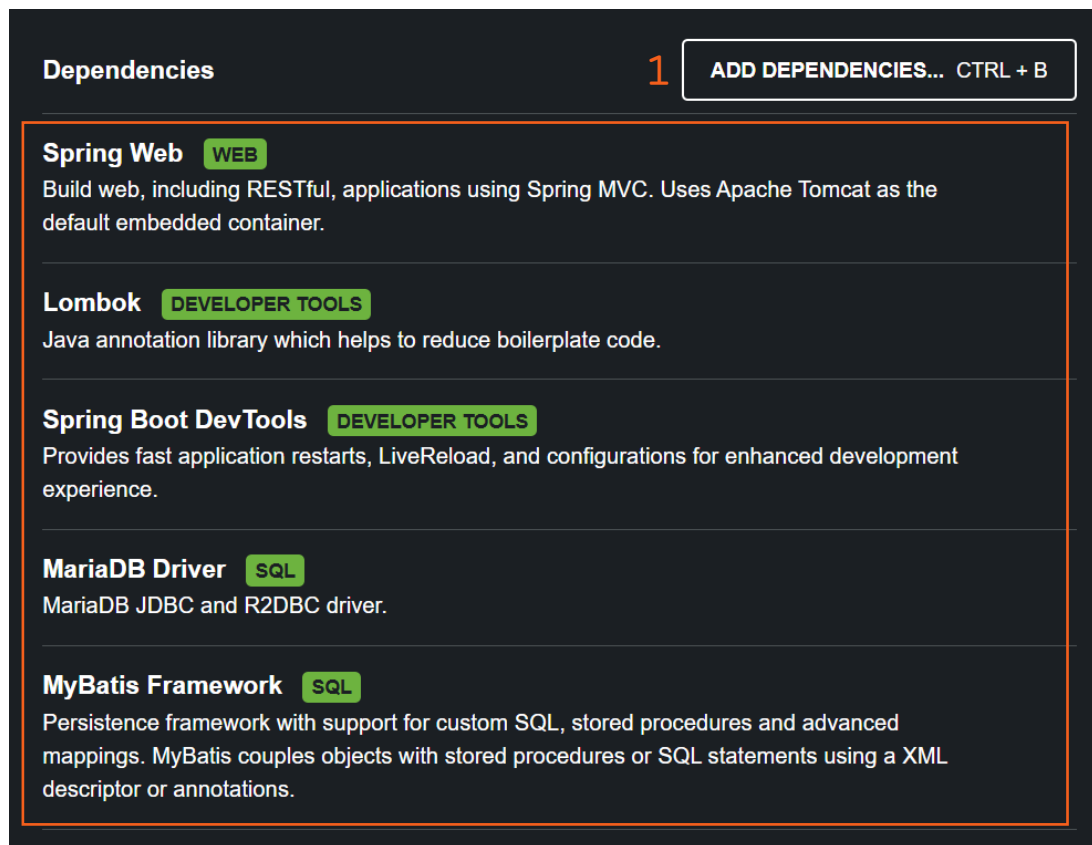 Dependencies
1
ADD DEPENDENCIES... CTRL + B
Spring Web WEB
Build web, including RESTful, applications using Spring MVC. Uses Apache Tomcat as the
default embedded container.
Lombok DEVELOPER TOOLS
Java annotation library which helps to reduce boilerplate code.
Spring Boot DevTools DEVELOPER TOOLS
Provides fast application restarts, LiveReload, and configurations for enhanced development
experience.
MariaDB Driver SQL
MariaDB JDBC and R2DBC driver.
MyBatis Framework SQL
Persistence framework with support for custom SQL, stored procedures and advanced
mappings. MyBatis couples objects with stored procedures or SQL statements using a XML
descriptor or annotations.